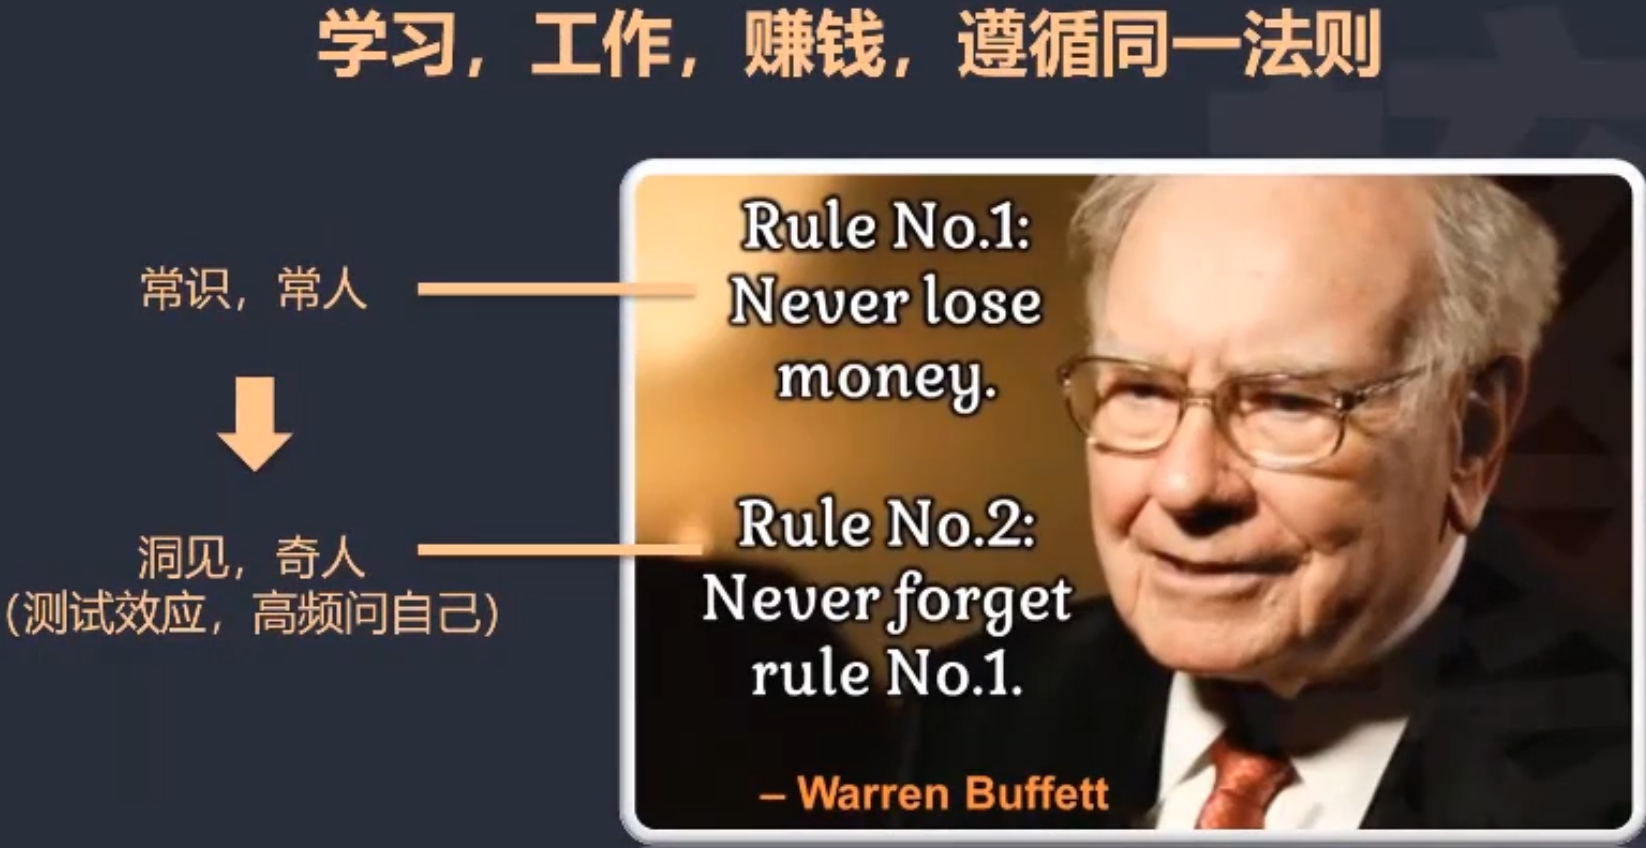 学习，工作，赚钱，遵循同一法则
常识，常人
洞见，奇人
（测试效应，高频问自己）
Rule No.1:
Never lose
money.
Rule No.2:
Never forget
rule No.1.
– Warren Buffett